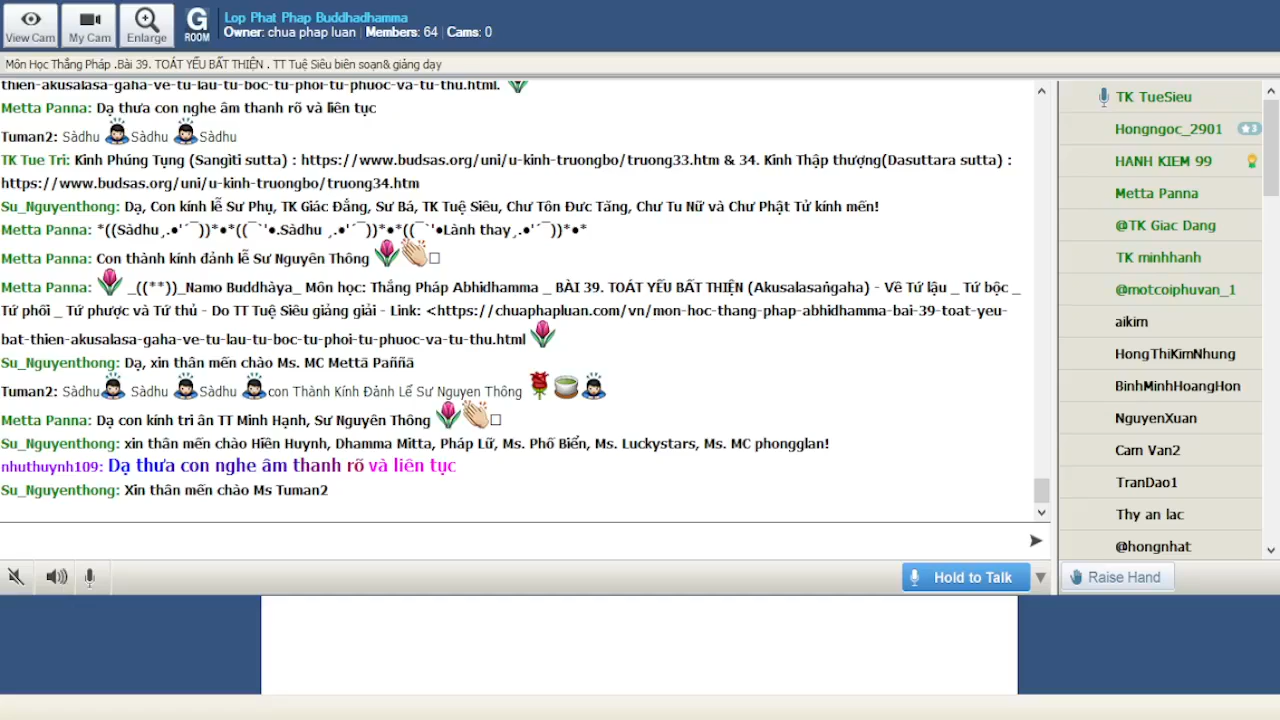 View Cam
My Cam
Enlarge
G
ROOM
Lop Phat Phap Buddhadhamma
Owner: chua phap luan | Members: 64 | Cams: 0
Môn Học Thắng Pháp .Bài 39. TOÁT YẾU BẤT THIỆN . TT Tuệ Siêu biên soạn& giảng dạy
thien-akusalasa-gaha-ve-tu-lau-tu-boc-tu-phoi-tu-phuoc-va-tu-thu.html.
Metta Panna: Dạ thưa con nghe âm thanh rõ và liên tục
Tuman2: Sàdhu Sàdhu Sàdhu
TK Tue Tri: Kinh Phúng Tụng (Sangìti sutta) : https://www.budsas.org/uni/u-kinh-truongbo/truong33.htm & 34. Kinh Thập thượng(Dasuttara sutta) :
https://www.budsas.org/uni/u-kinh-truongbo/truong34.htm
Su_Nguyenthong: Dạ, Con kính lễ Sư Phụ, TK Giác Đẳng, Sư Bá, TK Tuệ Siêu, Chư Tôn Đưc Tăng, Chư Tu Nữ và Chư Phật Tử kính mến!
Metta Panna: *((Sàdhu¸.•'´¯))*•*((¯`'•.Sàdhu ¸.•'´¯))*•*((¯`'•Lành thay¸.•'´¯))*•*
Metta Panna: Con thành kính đảnh lễ Sư Nguyên Thông
Metta Panna: _((**))_Namo Buddhàya_ Môn học: Thắng Pháp Abhidhamma _ BÀI 39. TOÁT YẾU BẤT THIỆN (Akusalasaṅgaha) - Về Tứ lậu _ Tứ bộc _
Tứ phối _ Tứ phược và Tứ thủ - Do TT Tuệ Siêu giảng giải - Link: <https://chuaphapluan.com/vn/mon-hoc-thang-phap-abhidhamma-bai-39-toat-yeu-
bat-thien-akusalasa-gaha-ve-tu-lau-tu-boc-tu-phoi-tu-phuoc-va-tu-thu.html
Su_Nguyenthong: Dạ, xin thân mến chào Ms. MC Mettā Paññā
Tuman2: Sàdhu Sàdhu Sàdhu con Thành Kính Đảnh Lể Sư Nguyen Thông
Metta Panna: Dạ con kính tri ân TT Minh Hạnh, Sư Nguyên Thông
Su_Nguyenthong: xin thân mến chào Hiền Huynh, Dhamma Mitta, Pháp Lữ, Ms. Phố Biển, Ms. Luckystars, Ms. MC phongglan!
nhuthuynh109: Dạ thưa con nghe âm thanh rõ và liên tục
Su_Nguyenthong: Xin thân mến chào Ms Tuman2
Hold to Talk
TK TueSieu
Hongngoc_2901
3
HANH KIEM 99
Metta Panna
@TK Giac Dang
TK minhhanh
@motcoiphuvan_1
aikim
HongThiKimNhung
BinhMinhHoangHon
NguyenXuan
Cam Van2
TranDao1
Thy an lac
@hongnhat
Raise Hand